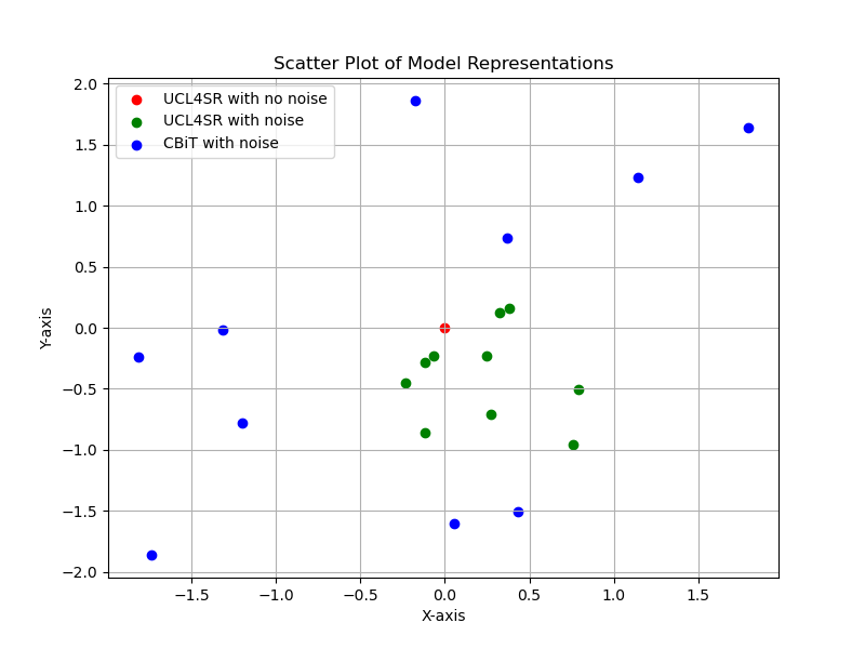 Scatter Plot of Model Representations
UCL4SR with no noise
UCL4SR with noise
CBiT with noise
2.0
1.5
1.0
0.5
0.0
−0.5
−1.0
−1.5
−2.0
Y-axis
−1.5 −1.0 −0.5 0.0 0.5 1.0 1.5
X-axis